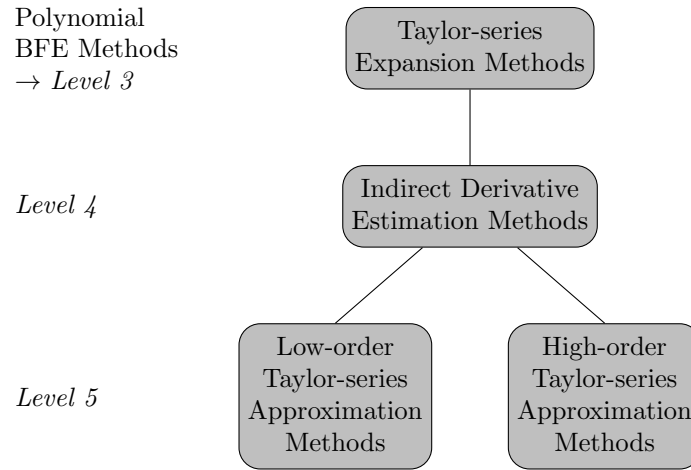 Polynomial
BFE Methods
→ Level 3
Taylor-series
Expansion Methods
Level 4
Indirect Derivative
Estimation Methods
Level 5
Low-order
Taylor-series
Approximation
Methods
High-order
Taylor-series
Approximation
Methods